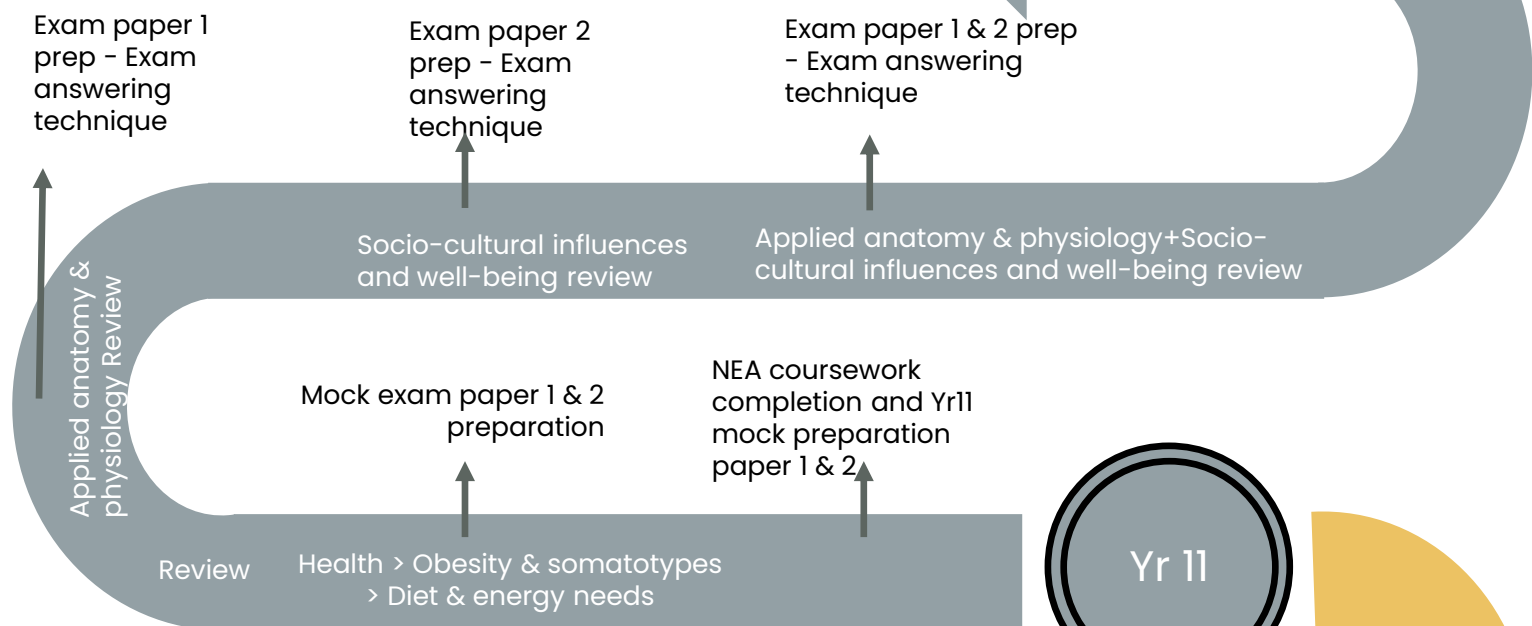 Exam paper 1
prep - Exam
answering
technique
Exam paper 2
prep - Exam
answering
technique
Exam paper 1 & 2 prep
- Exam answering
technique
Socio-cultural influences
and well-being review
Applied anatomy & physiology+Socio-
cultural influences and well-being review
Applied anatomy &
physiology Review
Mock exam paper 1 & 2
preparation
NEA coursework
completion and Yr11
mock preparation
paper 1 & 2
Review
Health > Obesity & somatotypes
> Diet & energy needs
Yr 11